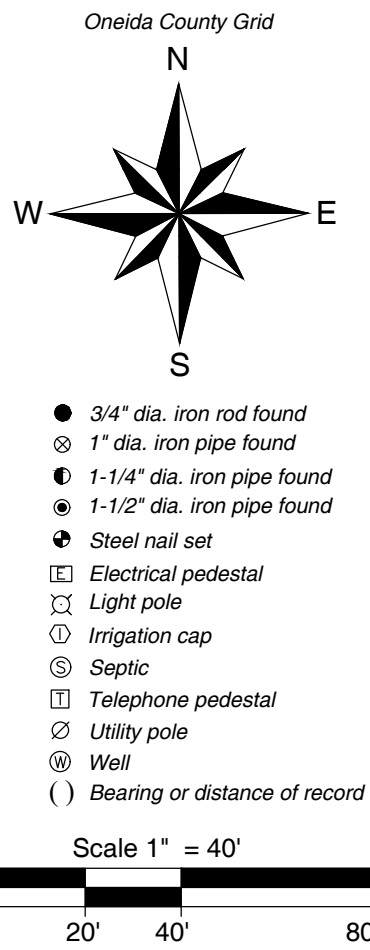 Oneida County Grid
N
W E
S
3/4" dia. iron rod found
1" dia. iron pipe found
1-1/4" dia. iron pipe found
1-1/2" dia. iron pipe found
Steel nail set
E Electrical pedestal
Light pole
I Irrigation cap
S Septic
T Telephone pedestal
Utility pole
W Well
( ) Bearing or distance of record
Scale 1" = 40'
20' 40' 80